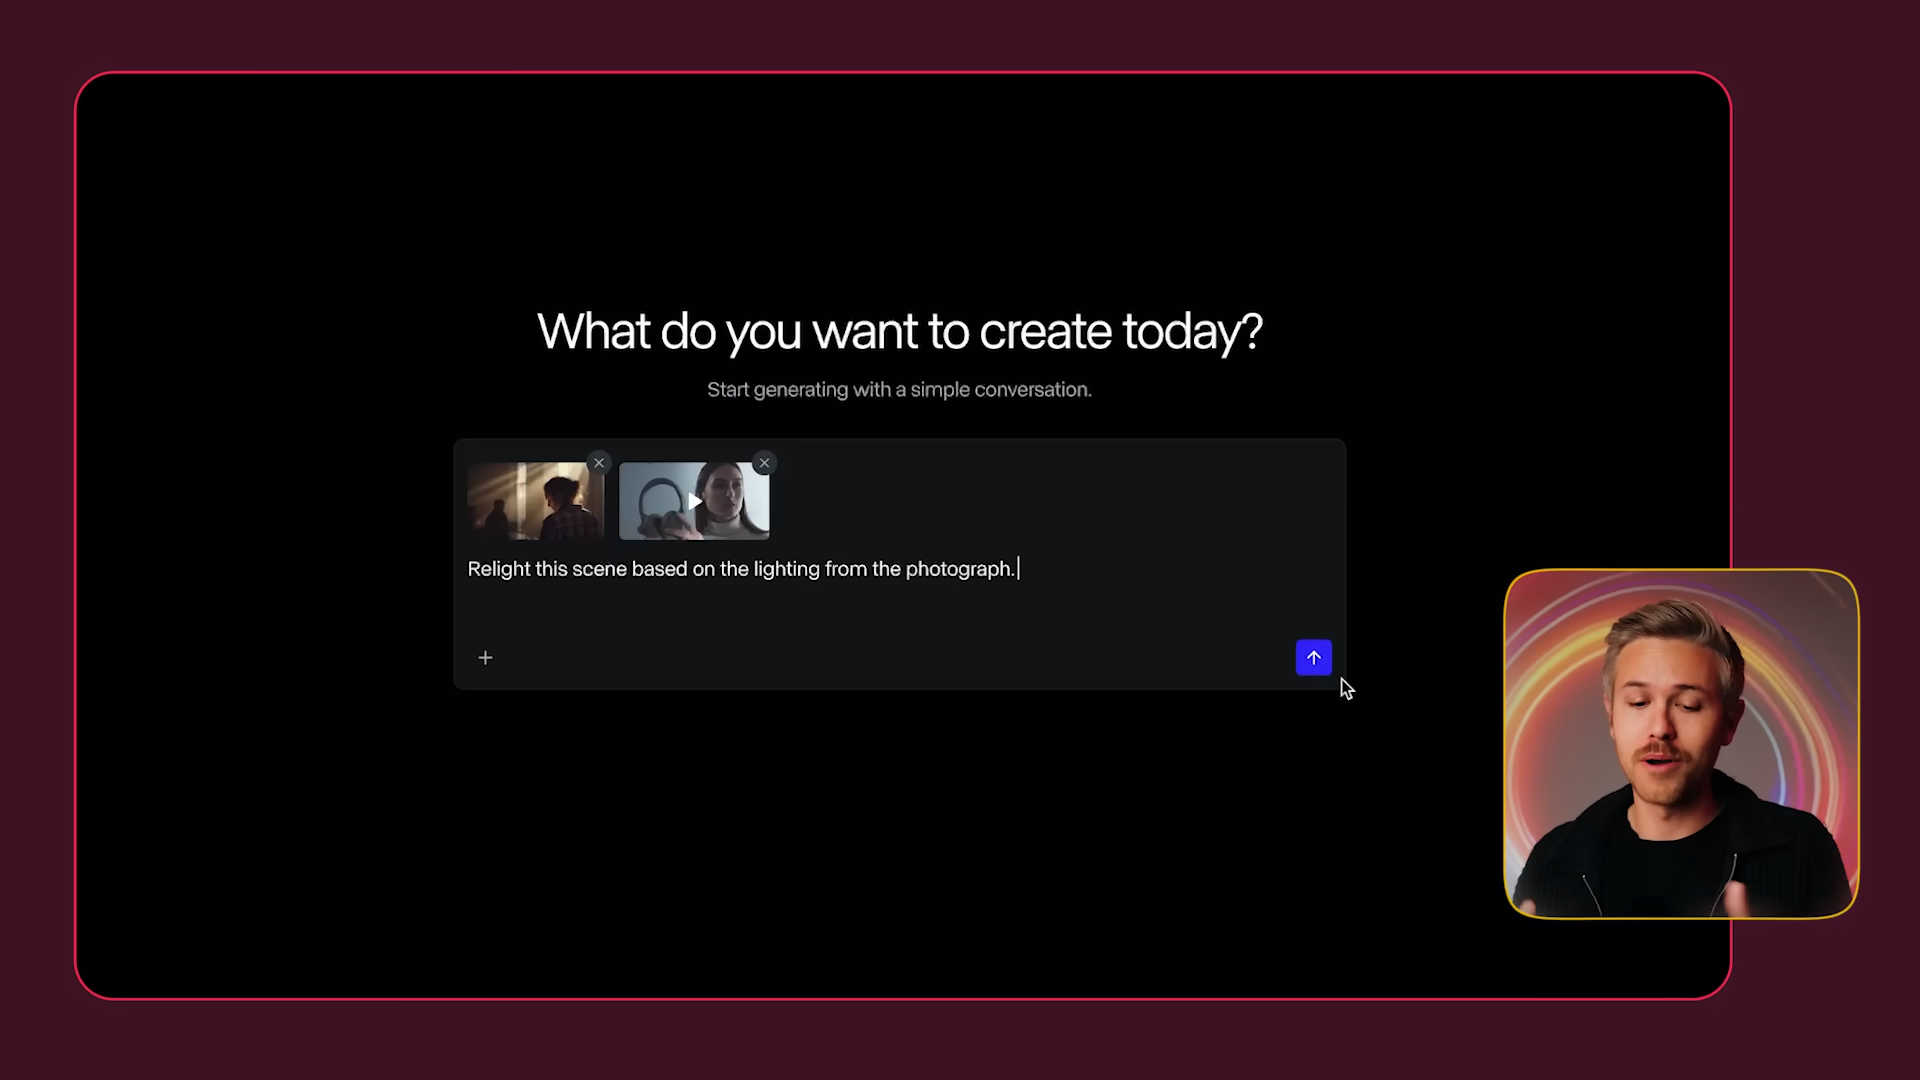 What do you want to create today?
Start generating with a simple conversation.
Relight this scene based on the lighting from the photograph.